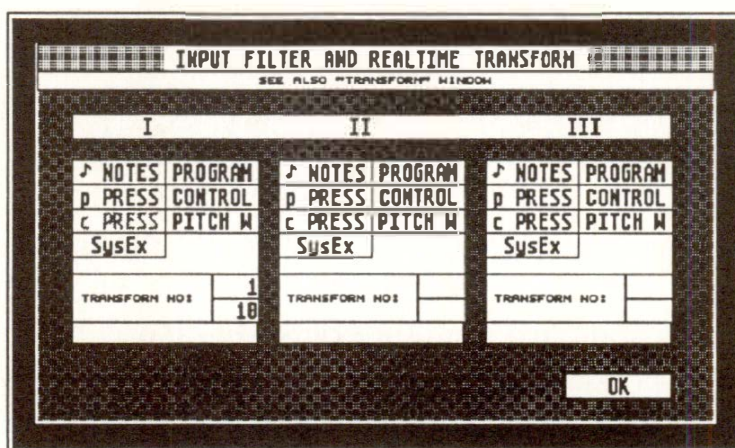 INPUT FILTER AND REALTIME TRANSFORM
SEE ALSO "TRANSFORM" WINDOW
I II III
♪ NOTES PROGRAM ♪ NOTES PROGRAM ♪ NOTES PROGRAM
p PRESS CONTROL p PRESS CONTROL p PRESS CONTROL
c PRESS PITCH W c PRESS PITCH W c PRESS PITCH W
SysEx SysEx SysEx
TRANSFORM NO: 1 TRANSFORM NO: TRANSFORM NO:
10
OK